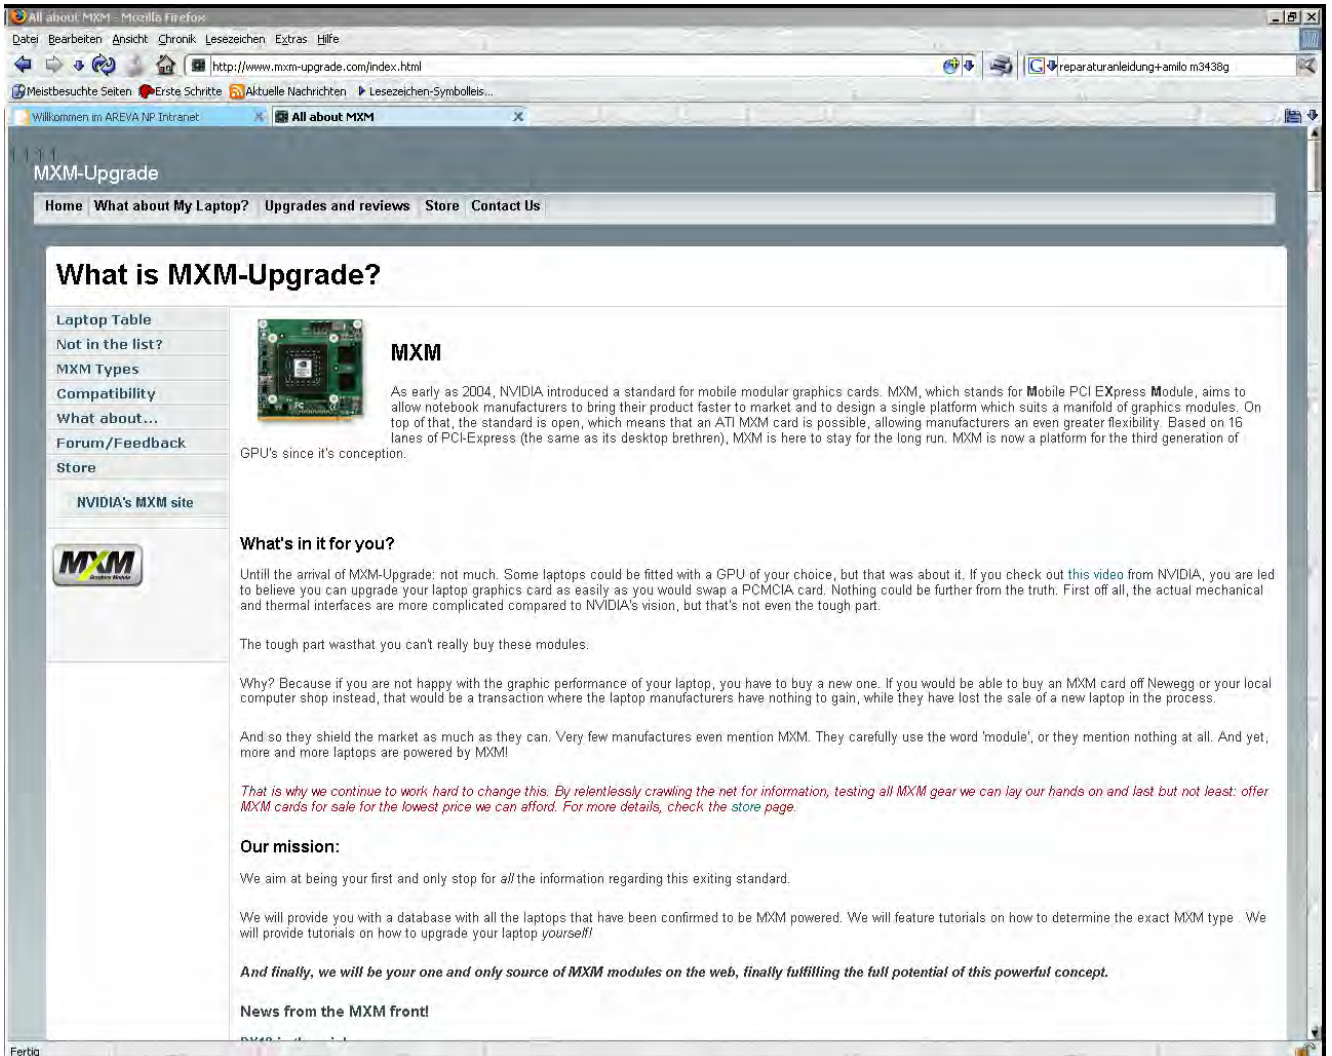 All about MXM - Mozilla Firefox
Datei Bearbeiten Ansicht Chronik Lesezeichen Extras Hilfe
http://www.mxm-upgrade.com/index.html
reparaturanleidung+amilo m3438g
Meistbesuchte Seiten Erste Schritte Aktuelle Nachrichten Lesezeichen-Symbolleis...
Willkommen im AREVA NP Intranet
All about MXM
1 1 1 1
MXM-Upgrade
Home What about My Laptop? Upgrades and reviews Store Contact Us
What is MXM-Upgrade?
Laptop Table
Not in the list?
MXM Types
Compatibility
What about...
Forum/Feedback
Store
NVIDIA's MXM site
MXM
Graphics Module
MXM
As early as 2004, NVIDIA introduced a standard for mobile modular graphics cards. MXM, which stands for Mobile PCI EXpress Module, aims to
allow notebook manufacturers to bring their product faster to market and to design a single platform which suits a manifold of graphics modules. On
top of that, the standard is open, which means that an ATI MXM card is possible, allowing manufacturers an even greater flexibility. Based on 16
lanes of PCI-Express (the same as its desktop brethren), MXM is here to stay for the long run. MXM is now a platform for the third generation of
GPU's since it's conception.
What's in it for you?
Untill the arrival of MXM-Upgrade: not much. Some laptops could be fitted with a GPU of your choice, but that was about it. If you check out this video from NVIDIA, you are led
to believe you can upgrade your laptop graphics card as easily as you would swap a PCMCIA card. Nothing could be further from the truth. First off all, the actual mechanical
and thermal interfaces are more complicated compared to NVIDIA's vision, but that's not even the tough part.
The tough part wasthat you can't really buy these modules.
Why? Because if you are not happy with the graphic performance of your laptop, you have to buy a new one. If you would be able to buy an MXM card off Newegg or your local
computer shop instead, that would be a transaction where the laptop manufacturers have nothing to gain, while they have lost the sale of a new laptop in the process.
And so they shield the market as much as they can. Very few manufactures even mention MXM. They carefully use the word 'module', or they mention nothing at all. And yet,
more and more laptops are powered by MXM!
That is why we continue to work hard to change this. By relentlessly crawling the net for information, testing all MXM gear we can lay our hands on and last but not least: offer
MXM cards for sale for the lowest price we can afford. For more details, check the store page.
Our mission:
We aim at being your first and only stop for all the information regarding this exiting standard.
We will provide you with a database with all the laptops that have been confirmed to be MXM powered. We will feature tutorials on how to determine the exact MXM type . We
will provide tutorials on how to upgrade your laptop yourself!
And finally, we will be your one and only source of MXM modules on the web, finally fulfilling the full potential of this powerful concept.
News from the MXM front!
Fertig